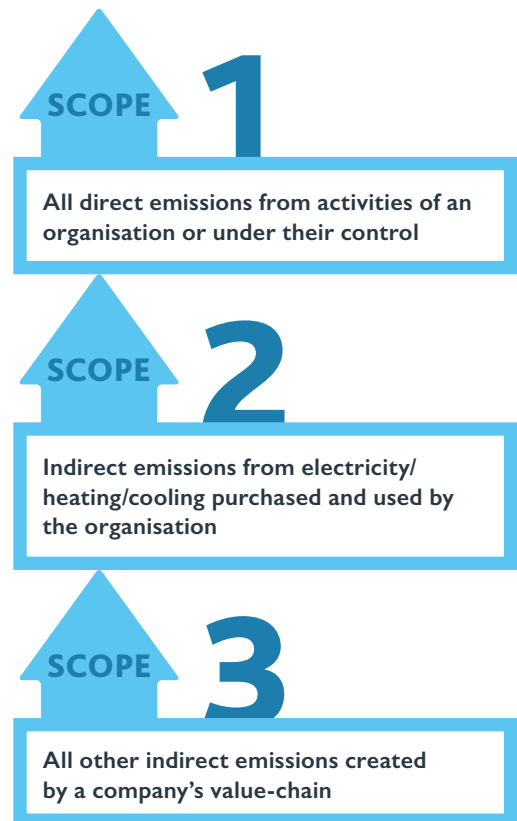 SCOPE 1
All direct emissions from activities of an
organisation or under their control
SCOPE 2
Indirect emissions from electricity/
heating/cooling purchased and used by
the organisation
SCOPE 3
All other indirect emissions created
by a company’s value-chain